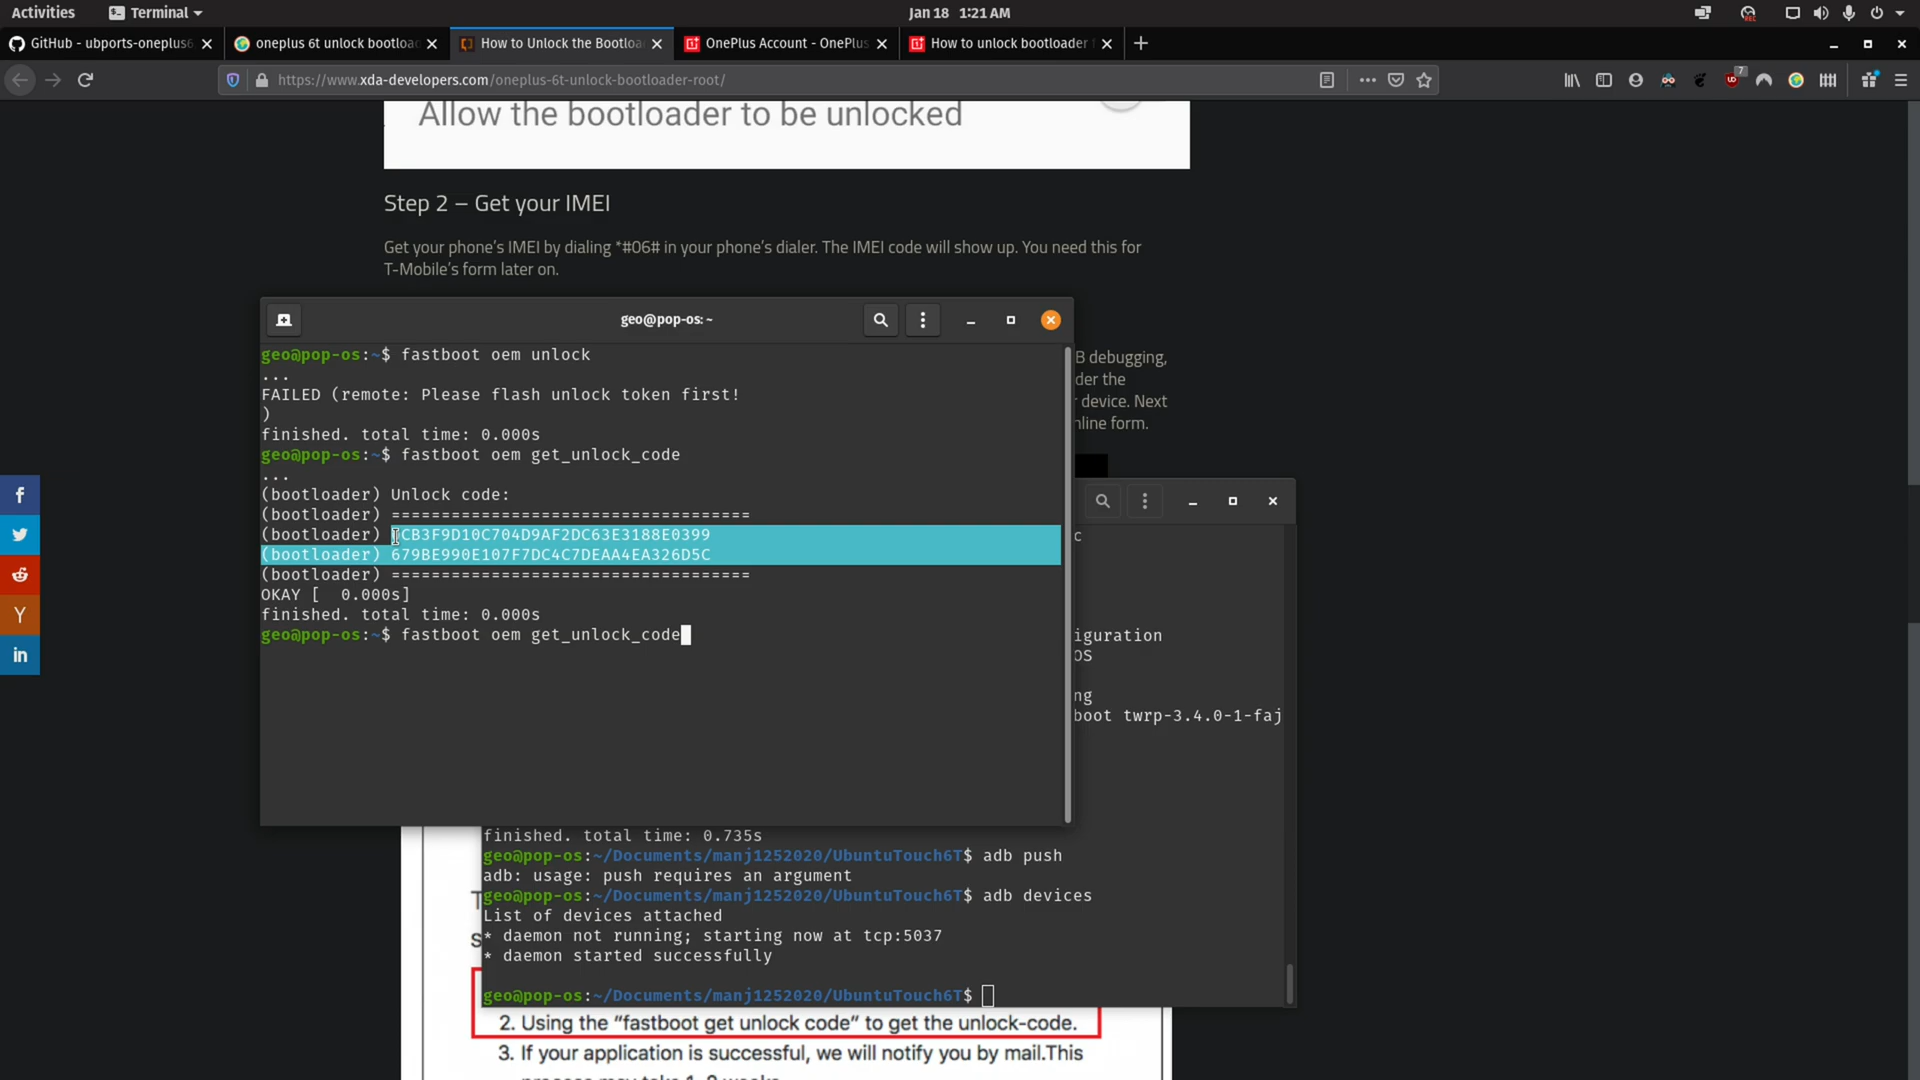 Activities
Terminal
Jan 18 1:21 AM
GitHub - ubports-oneplus6
oneplus 6t unlock bootloa
How to Unlock the Bootloa
OnePlus Account - OnePlus
How to unlock bootloader
https://www.xda-developers.com/oneplus-6t-unlock-bootloader-root/
7
Allow the bootloader to be unlocked
Step 2 – Get your IMEI
Get your phone's IMEI by dialing *#06# in your phone's dialer. The IMEI code will show up. You need this for
T-Mobile's form later on.
geo@pop-os: ~
geo@pop-os:~$ fastboot oem unlock
...
FAILED (remote: Please flash unlock token first!
)
finished. total time: 0.000s
geo@pop-os:~$ fastboot oem get_unlock_code
...
(bootloader) Unlock code:
(bootloader) ====================================
(bootloader) CB3F9D10C704D9AF2DC63E3188E0399
(bootloader) 679BE990E107F7DC4C7DEAA4EA326D5C
(bootloader) ====================================
OKAY [  0.000s]
finished. total time: 0.000s
geo@pop-os:~$ fastboot oem get_unlock_code
B debugging,
der the
device. Next
nline form.
c
iguration
OS
ng
boot twrp-3.4.0-1-faj
finished. total time: 0.735s
geo@pop-os:~/Documents/manj1252020/UbuntuTouch6T$ adb push
adb: usage: push requires an argument
geo@pop-os:~/Documents/manj1252020/UbuntuTouch6T$ adb devices
List of devices attached
* daemon not running; starting now at tcp:5037
* daemon started successfully
geo@pop-os:~/Documents/manj1252020/UbuntuTouch6T$
2. Using the “fastboot get unlock code” to get the unlock-code.
3. If your application is successful, we will notify you by mail.This